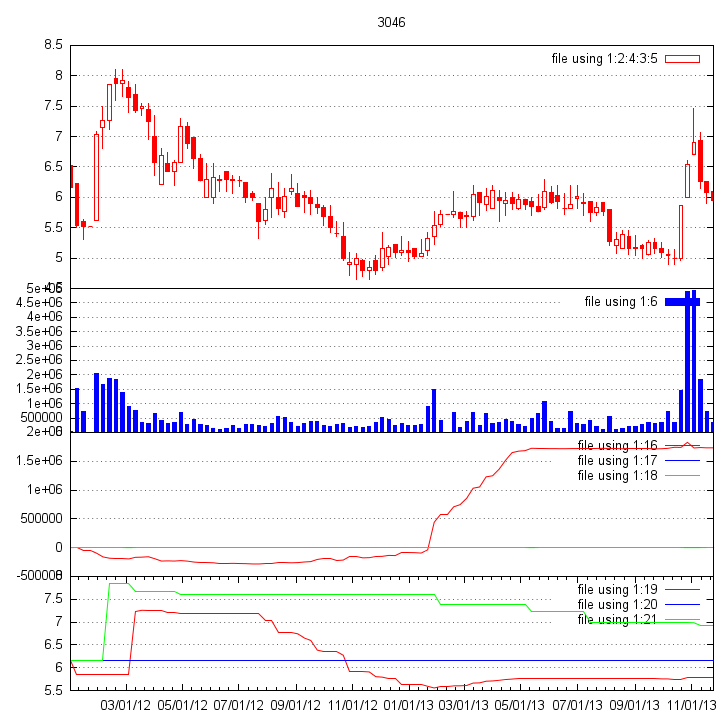 3046
8.5
file using 1:2:4:3:5
8
7.5
7
6.5
6
5.5
5
4.5
5e+06
file using 1:6
4.5e+06
4e+06
3.5e+06
3e+06
2.5e+06
2e+06
1.5e+06
1e+06
500000
0
2e+06
file using 1:16
file using 1:17
1.5e+06
file using 1:18
1e+06
500000
0
-500000
8
file using 1:19
7.5
file using 1:20
file using 1:21
7
6.5
6
5.5
03/01/12 05/01/12 07/01/12 09/01/12 11/01/12 01/01/13 03/01/13 05/01/13 07/01/13 09/01/13 11/01/13